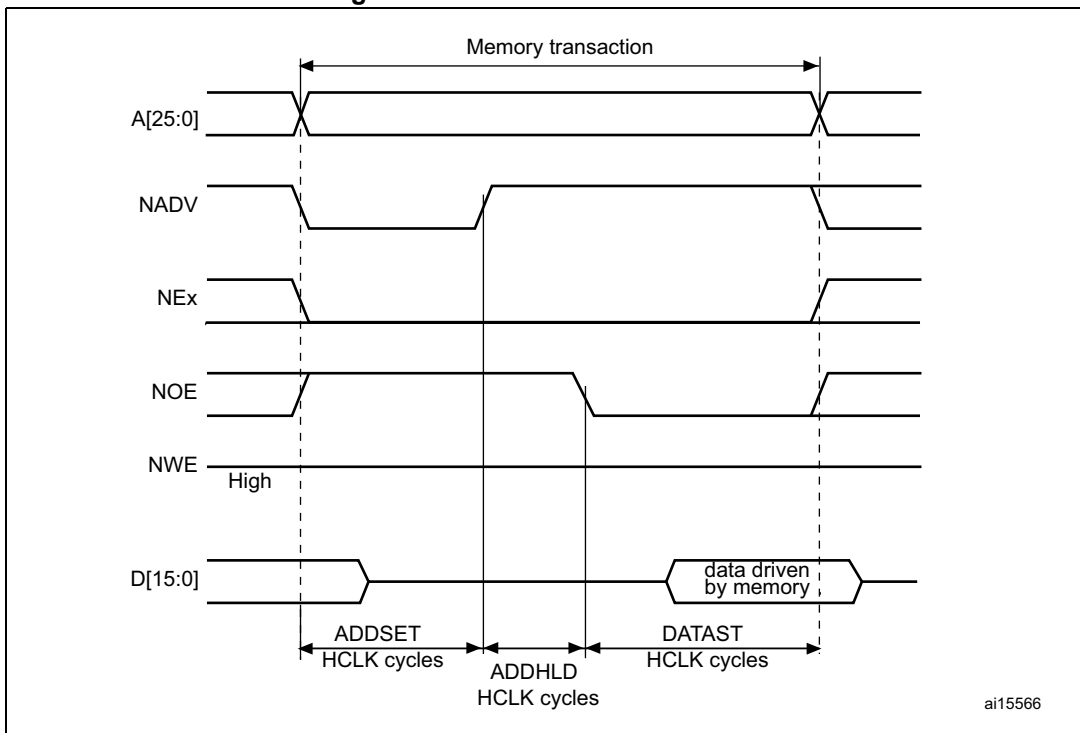 Memory transaction
A[25:0]
NADV
NEx
NOE
NWE
High
D[15:0]
data driven
by memory
ADDSET
HCLK cycles
ADDHLD
HCLK cycles
DATAST
HCLK cycles
ai15566